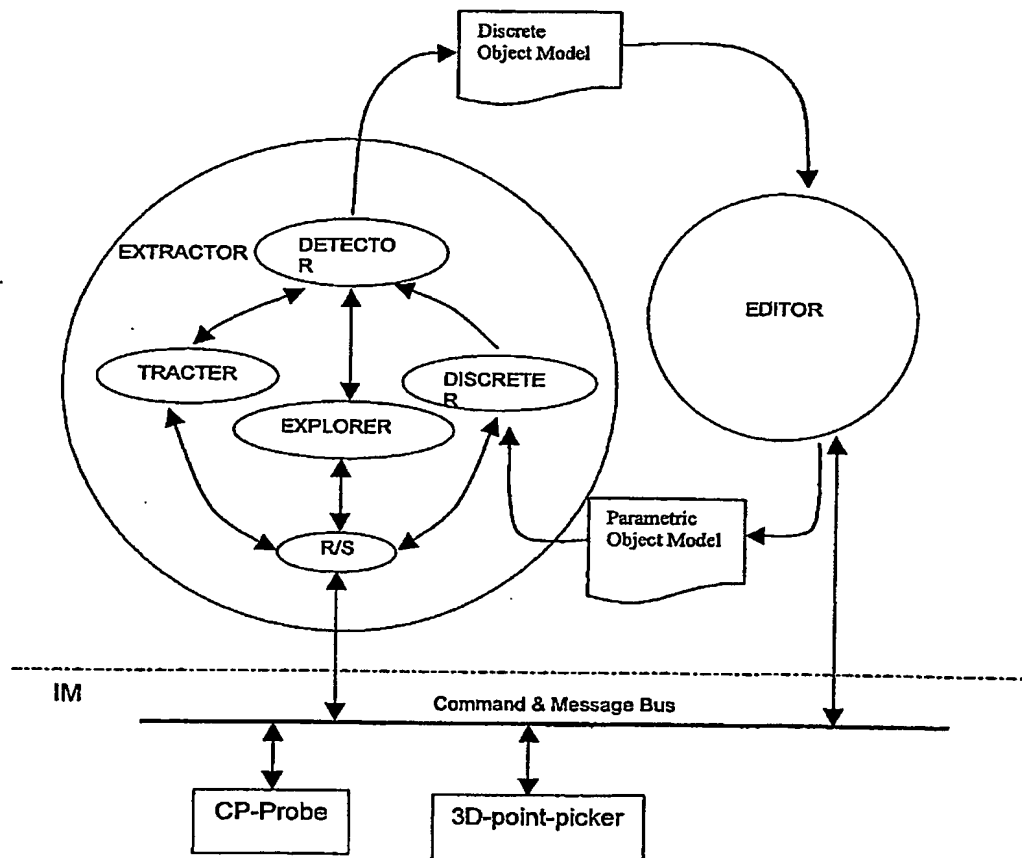 Discrete
Object Model
EXTRACTOR
DETECTO
R
EDITOR
TRACTER
DISCRETE
R
EXPLORER
Parametric
Object Model
R/S
IM
Command & Message Bus
CP-Probe
3D-point-picker